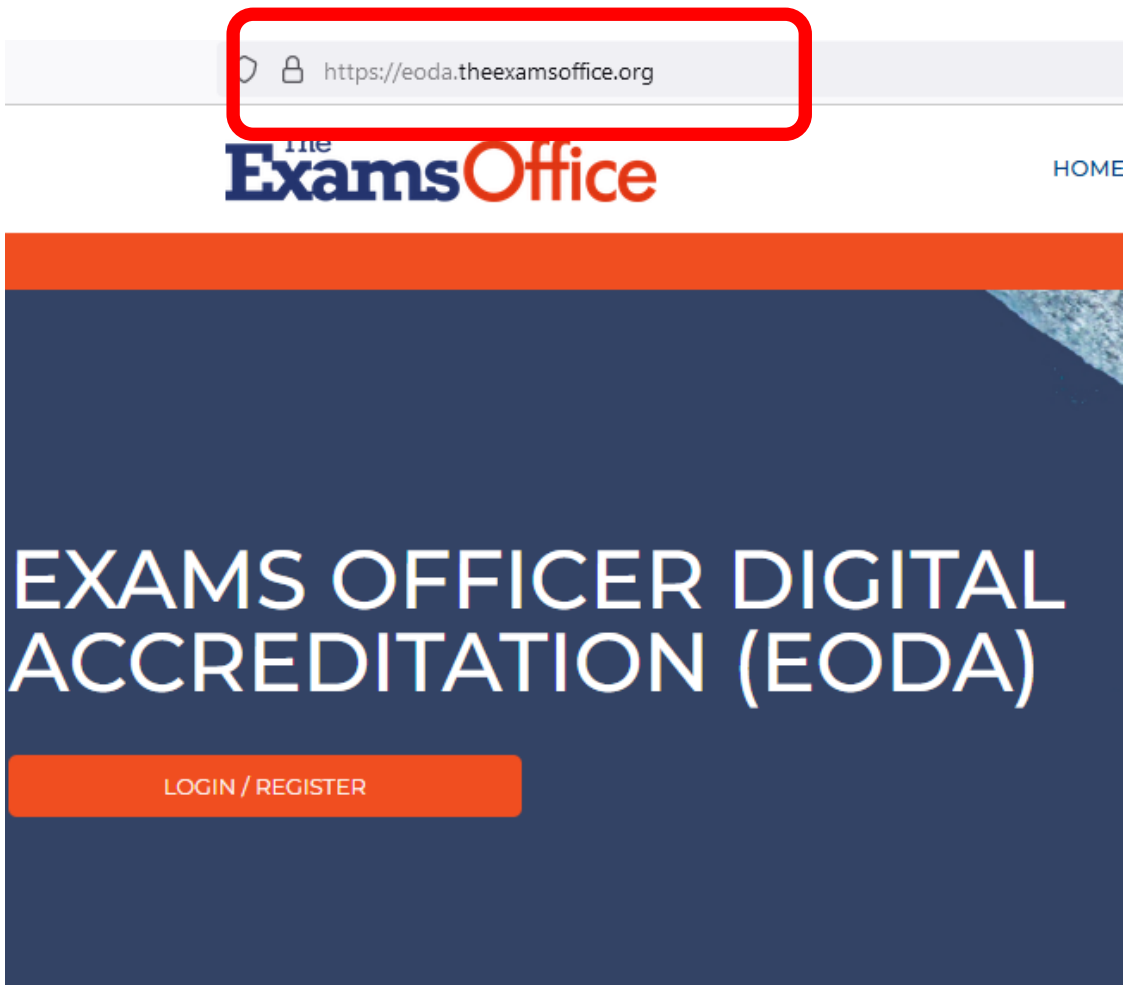 https://eoda.theexamsoffice.org
The
ExamsOffice
HOME
EXAMS OFFICER DIGITAL
ACCREDITATION (EODA)
LOGIN / REGISTER